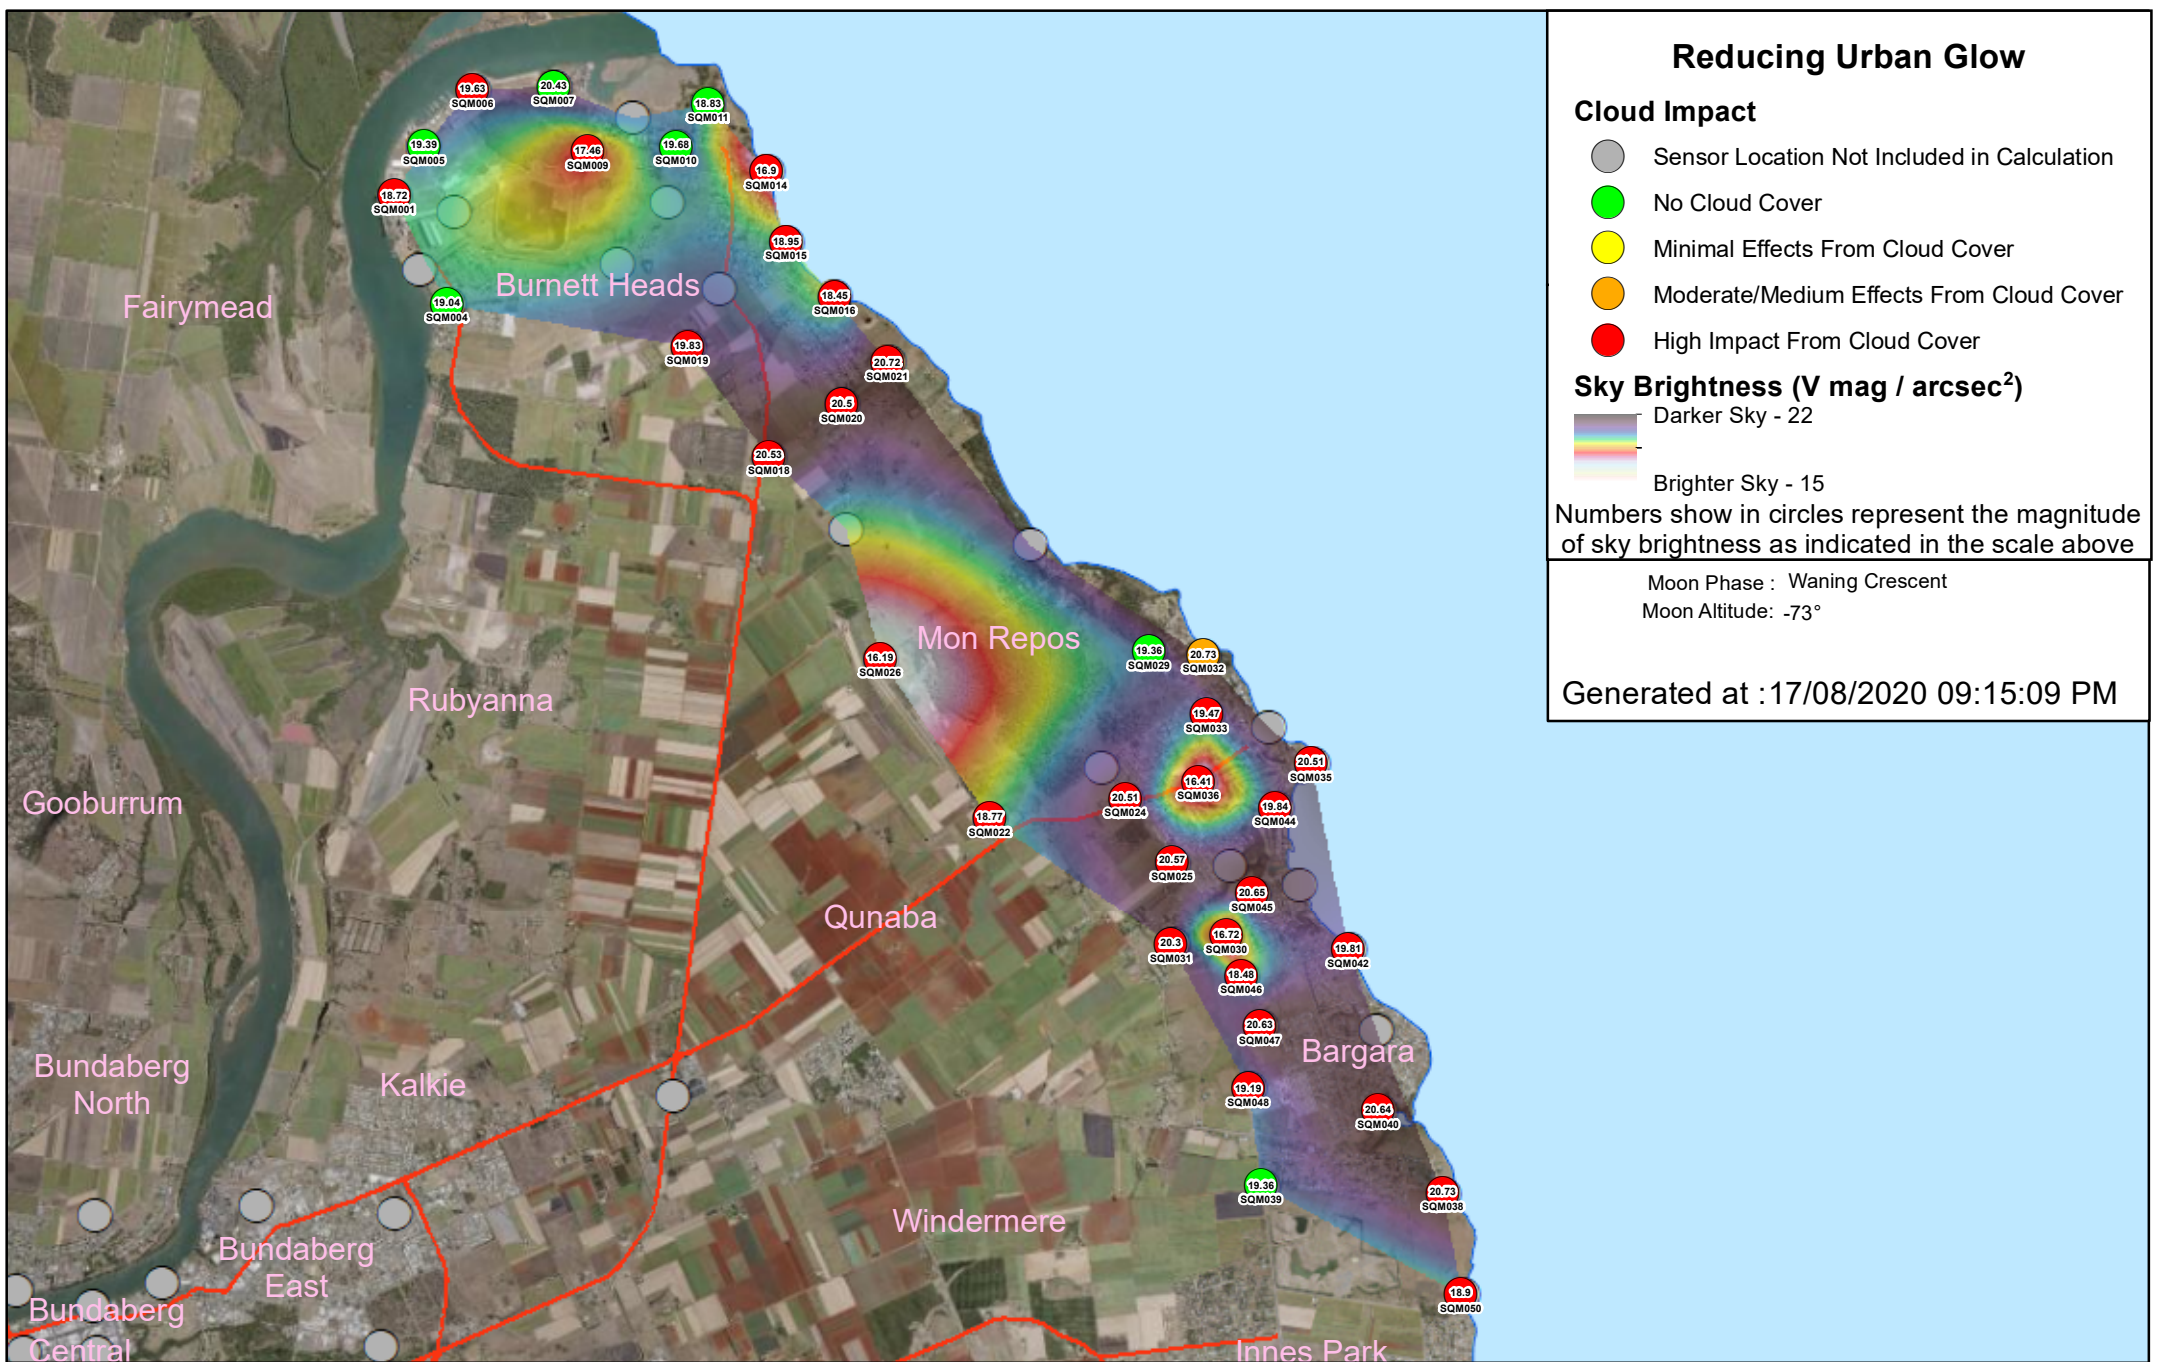 Reducing Urban Glow
Cloud Impact
Sensor Location Not Included in Calculation
No Cloud Cover
Minimal Effects From Cloud Cover
Moderate/Medium Effects From Cloud Cover
High Impact From Cloud Cover
Sky Brightness (V mag / arcsec²)
Darker Sky - 22
Brighter Sky - 15
Numbers show in circles represent the magnitude
of sky brightness as indicated in the scale above
Moon Phase : Waning Crescent
Moon Altitude: -73°
Generated at :17/08/2020 09:15:09 PM
19.63
SQM006
20.43
SQM007
18.83
SQM011
19.39
SQM005
17.46
SQM009
19.68
SQM010
16.9
SQM014
18.72
SQM001
18.95
SQM015
Burnett Heads
Fairymead
19.04
SQM004
18.45
SQM016
19.83
SQM019
20.72
SQM021
20.5
SQM020
20.53
SQM018
Mon Repos
16.19
SQM026
19.36
SQM029
20.73
SQM032
Rubyanna
19.47
SQM033
20.51
SQM035
16.41
SQM036
20.51
SQM024
19.84
SQM044
Gooburrum
18.77
SQM022
20.57
SQM025
20.65
SQM045
Qunaba
16.72
SQM030
20.3
SQM031
19.81
SQM042
18.48
SQM046
20.63
SQM047
Bargara
Bundaberg
North
Kalkie
19.19
SQM048
20.64
SQM040
19.36
SQM039
20.73
SQM038
Windermere
Bundaberg
East
18.9
SQM050
Bundaberg
Central
Innes Park